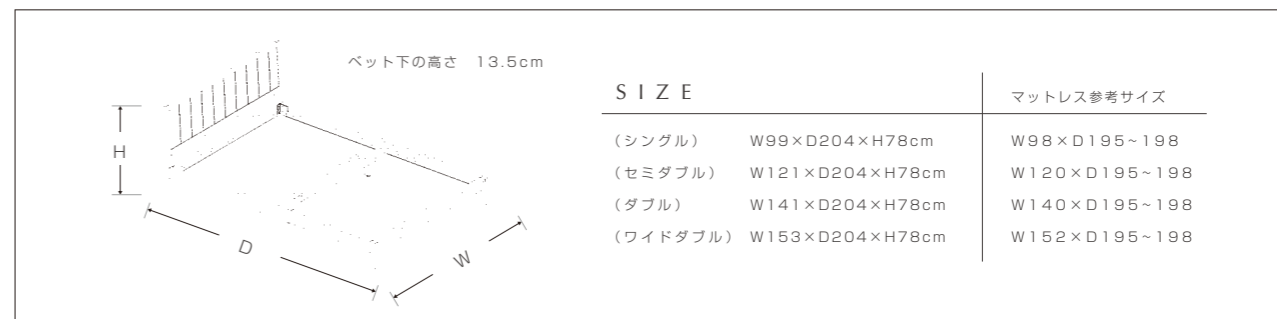 ベット下の高さ 13.5cm
H
D
W
SIZE マットレス参考サイズ
(シングル) W99×D204×H78cm W98×D195~198
(セミダブル) W121×D204×H78cm W120×D195~198
(ダブル) W141×D204×H78cm W140×D195~198
(ワイドダブル) W153×D204×H78cm W152×D195~198